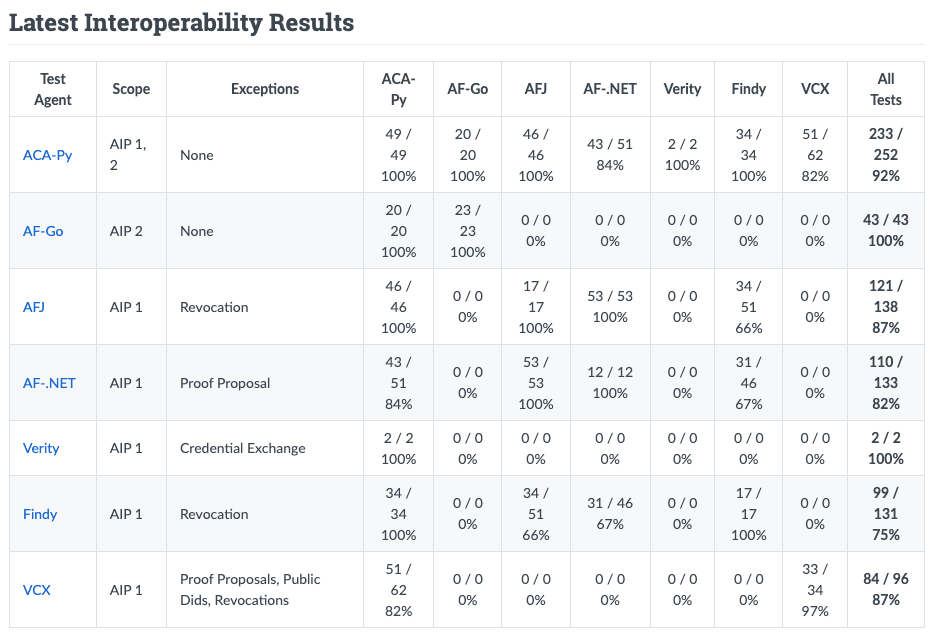 Latest Interoperability Results
Test Agent | Scope | Exceptions | ACA-Py | AF-Go | AFJ | AF-.NET | Verity | Findy | VCX | All Tests
ACA-Py | AIP 1, 2 | None | 49 / 49 100% | 20 / 20 100% | 46 / 46 100% | 43 / 51 84% | 2 / 2 100% | 34 / 34 100% | 51 / 62 82% | 233 / 252 92%
AF-Go | AIP 2 | None | 20 / 20 100% | 23 / 23 100% | 0 / 0 0% | 0 / 0 0% | 0 / 0 0% | 0 / 0 0% | 0 / 0 0% | 43 / 43 100%
AFJ | AIP 1 | Revocation | 46 / 46 100% | 0 / 0 0% | 17 / 17 100% | 53 / 53 100% | 0 / 0 0% | 34 / 51 66% | 0 / 0 0% | 121 / 138 87%
AF-.NET | AIP 1 | Proof Proposal | 43 / 51 84% | 0 / 0 0% | 53 / 53 100% | 12 / 12 100% | 0 / 0 0% | 31 / 46 67% | 0 / 0 0% | 110 / 133 82%
Verity | AIP 1 | Credential Exchange | 2 / 2 100% | 0 / 0 0% | 0 / 0 0% | 0 / 0 0% | 0 / 0 0% | 0 / 0 0% | 0 / 0 0% | 2 / 2 100%
Findy | AIP 1 | Revocation | 34 / 34 100% | 0 / 0 0% | 34 / 51 66% | 31 / 46 67% | 0 / 0 0% | 17 / 17 100% | 0 / 0 0% | 99 / 131 75%
VCX | AIP 1 | Proof Proposals, Public Dids, Revocations | 51 / 62 82% | 0 / 0 0% | 0 / 0 0% | 0 / 0 0% | 0 / 0 0% | 0 / 0 0% | 33 / 34 97% | 84 / 96 87%